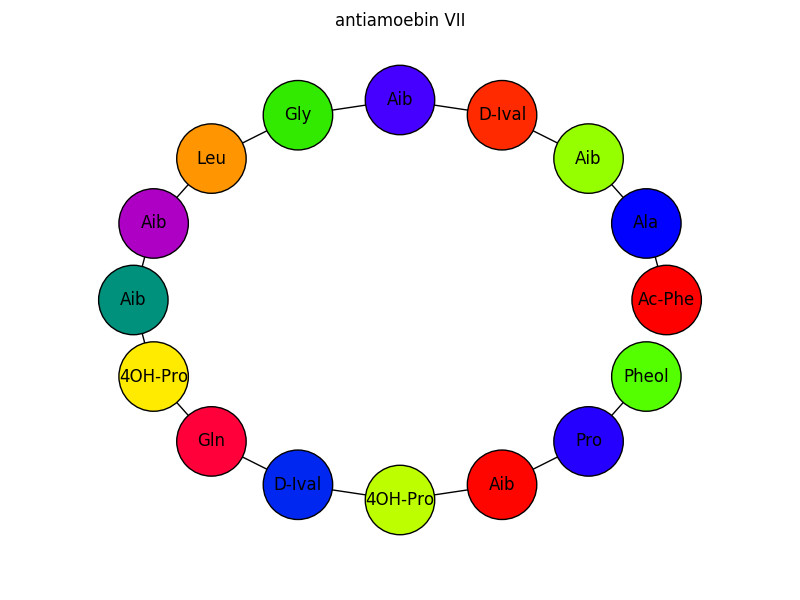 antiamoebin VII
Aib
Gly
D-Ival
Leu
Aib
Aib
Ala
Aib
Ac-Phe
4OH-Pro
Pheol
Gln
Pro
D-Ival
Aib
4OH-Pro